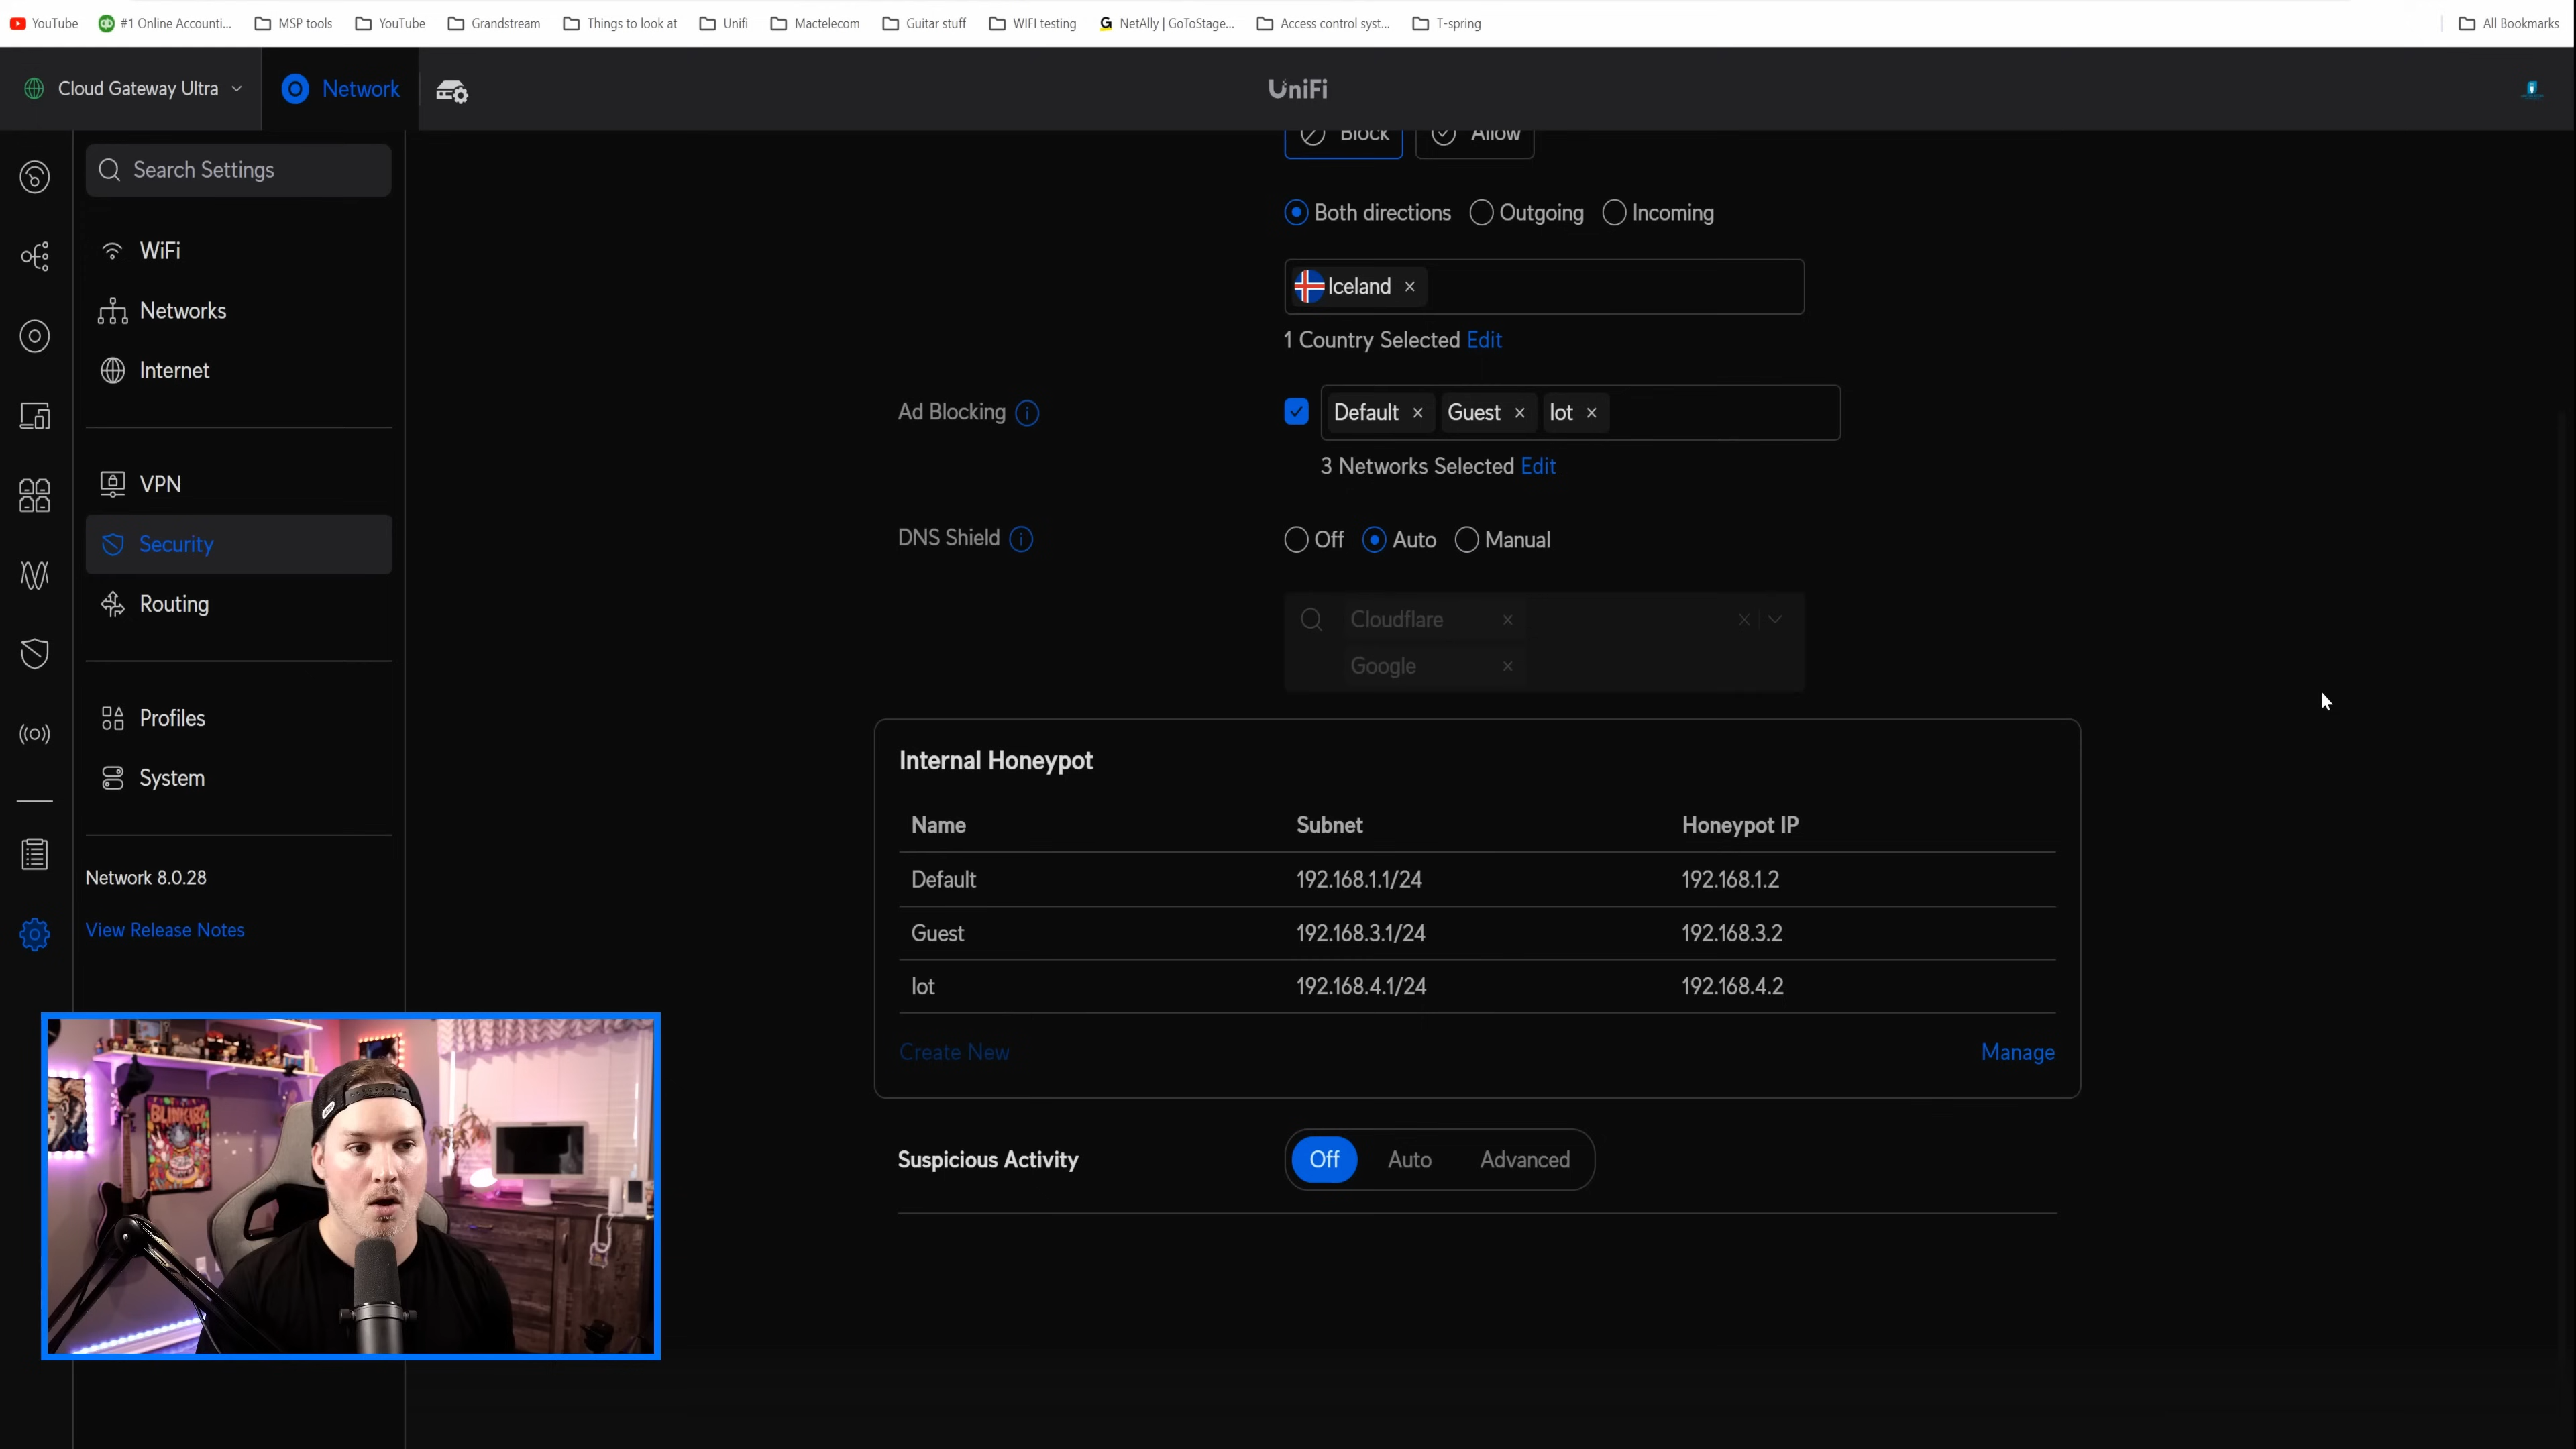 YouTube
#1 Online Accounti...
MSP tools
YouTube
Grandstream
Things to look at
Unifi
Mactelecom
Guitar stuff
WIFI testing
G NetAlly | GoToStage...
Access control syst...
T-spring
All Bookmarks
Cloud Gateway Ultra
Network
UniFi
Search Settings
Block
Allow
Both directions
Outgoing
Incoming
WiFi
Iceland ×
Networks
1 Country Selected Edit
Internet
Ad Blocking
Default × Guest × Iot ×
3 Networks Selected Edit
VPN
DNS Shield
Off
Auto
Manual
Security
Routing
Cloudflare ×
Google ×
Profiles
Internal Honeypot
System
Name Subnet Honeypot IP
Network 8.0.28
Default 192.168.1.1/24 192.168.1.2
View Release Notes
Guest 192.168.3.1/24 192.168.3.2
Iot 192.168.4.1/24 192.168.4.2
Create New
Manage
BLINK182
Suspicious Activity
Off
Auto
Advanced